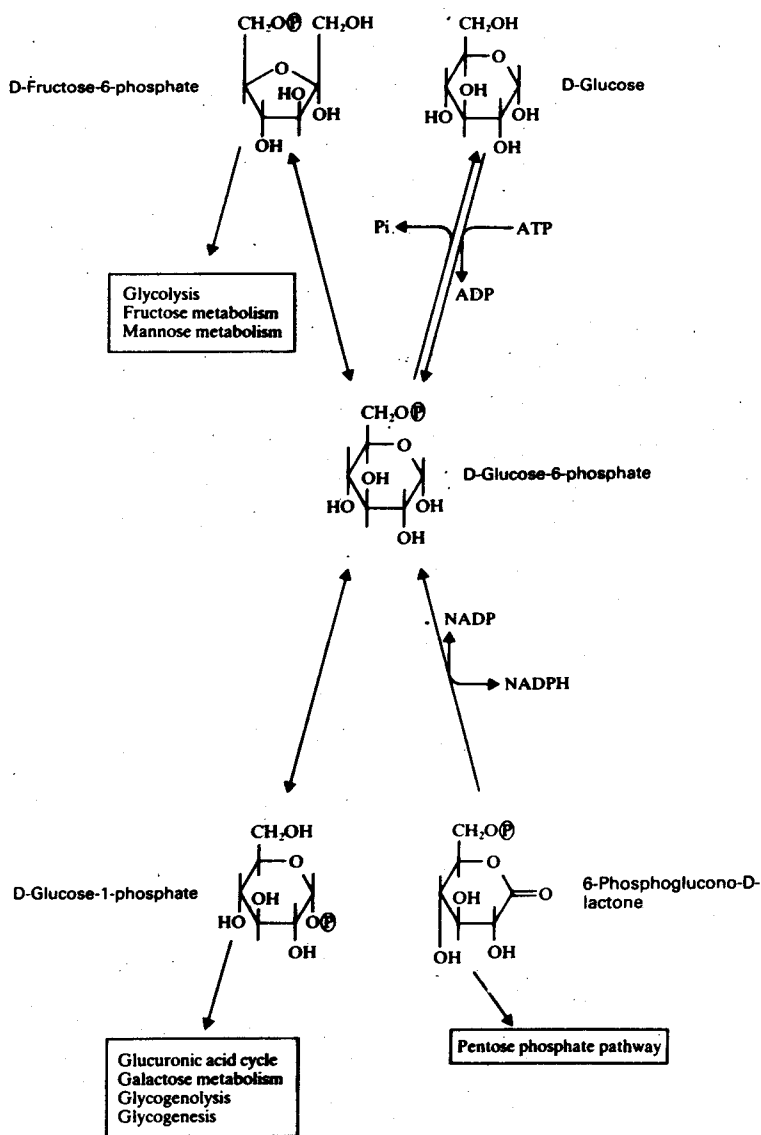 CH₂OⓅ CH₂OH
O
HO
OH
OH
D-Fructose-6-phosphate
CH₂OH
O
OH
HO
OH
OH
D-Glucose
Pi
ATP
ADP
Glycolysis
Fructose metabolism
Mannose metabolism
CH₂OⓅ
O
OH
HO
OH
OH
D-Glucose-6-phosphate
NADP
NADPH
CH₂OH
O
OH
HO
OⓅ
OH
D-Glucose-1-phosphate
CH₂OⓅ
O
OH
O
OH
OH
6-Phosphoglucono-D-
lactone
Glucuronic acid cycle
Galactose metabolism
Glycogenolysis
Glycogenesis
Pentose phosphate pathway